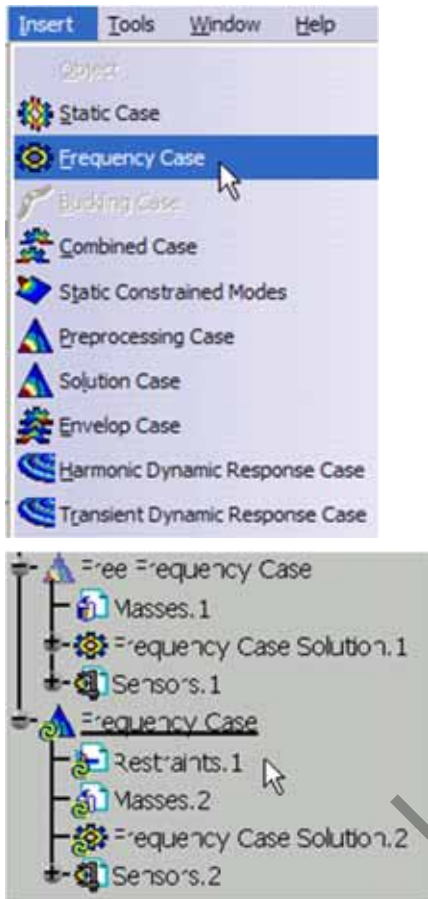 Insert Tools Window Help
Object
Static Case
Frequency Case
Buckling Case
Combined Case
Static Constrained Modes
Preprocessing Case
Solution Case
Envelop Case
Harmonic Dynamic Response Case
Transient Dynamic Response Case
Free Frequency Case
Masses.1
Frequency Case Solution.1
Sensors.1
Frequency Case
Restraints.1
Masses.2
Frequency Case Solution.2
Sensors.2